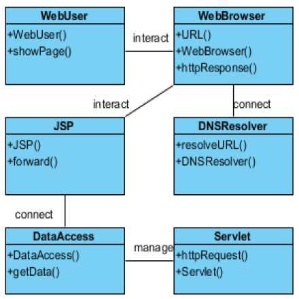 WebUser
+WebUser()
+showPage()
interact
WebBrowser
+URL()
+WebBrowser()
+httpResponse()
interact
connect
JSP
+JSP()
+forward()
DNSResolver
+resolveURL()
+DNSResolver()
connect
DataAccess
+DataAccess()
+getData()
manage
Servlet
+httpRequest()
+Servlet()